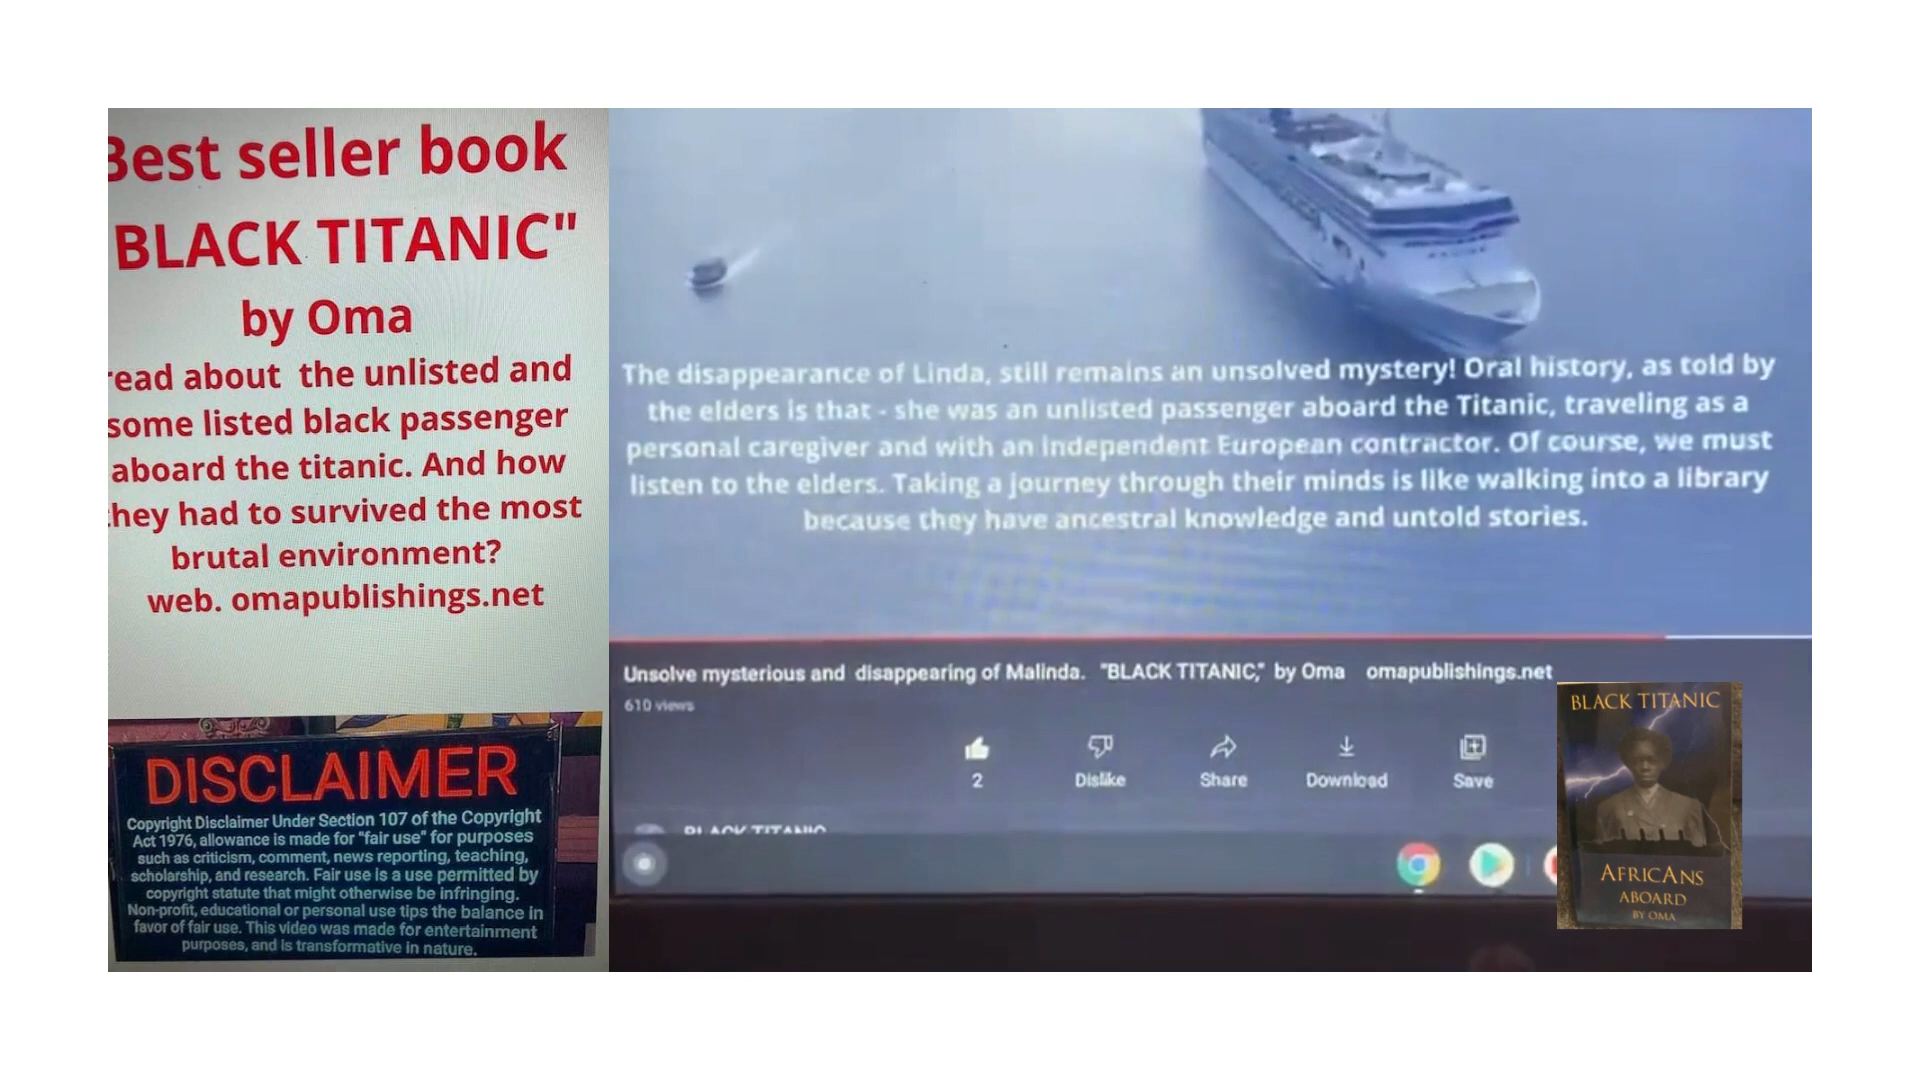 Best seller book
BLACK TITANIC"
by Oma
read about the unlisted and
some listed black passenger
aboard the titanic. And how
they had to survived the most
brutal environment?
web. omapublishings.net
DISCLAIMER
Copyright Disclaimer Under Section 107 of the Copyright
Act 1976, allowance is made for "fair use" for purposes
such as criticism, comment, news reporting, teaching,
scholarship, and research. Fair use is a use permitted by
copyright statute that might otherwise be infringing.
Non-profit, educational or personal use tips the balance in
favor of fair use. This video was made for entertainment
purposes, and is transformative in nature.
The disappearance of Linda, still remains an unsolved mystery! Oral history, as told by
the elders is that - she was an unlisted passenger aboard the Titanic, traveling as a
personal caregiver and with an independent European contractor. Of course, we must
listen to the elders. Taking a journey through their minds is like walking into a library
because they have ancestral knowledge and untold stories.
Unsolve mysterious and disappearing of Malinda. "BLACK TITANIC," by Oma omapublishings.net
610 views
2
Dislike
Share
Download
Save
BLACK TITANIC
BLACK TITANIC
AFRICANS
ABOARD
BY OMA